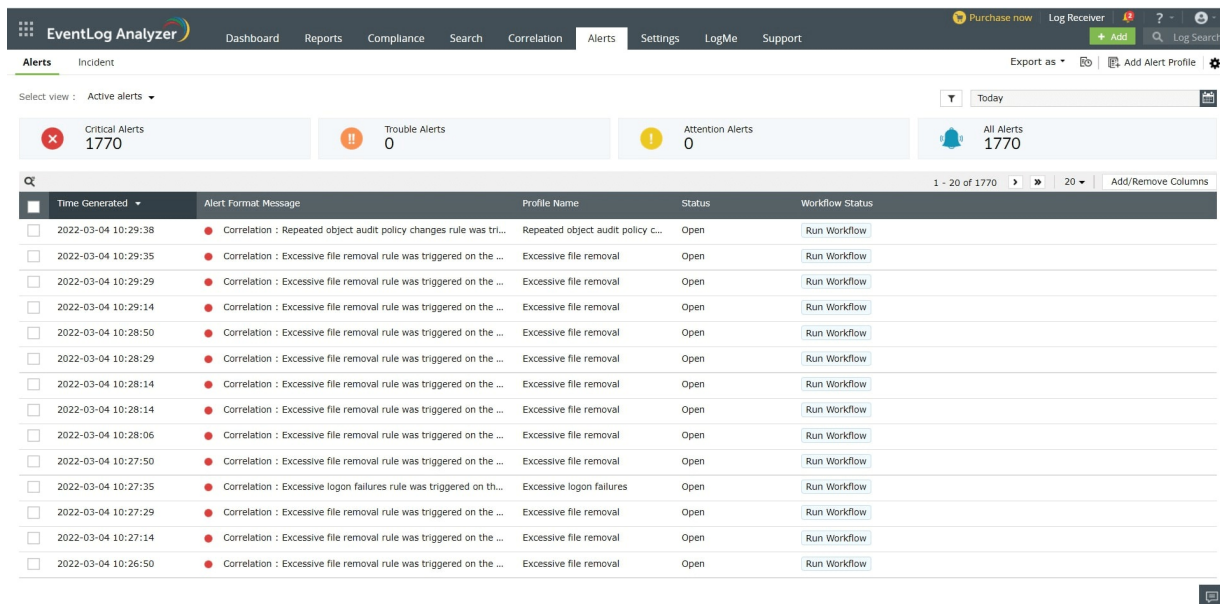 Purchase now Log Receiver 2 ?
EventLog Analyzer Dashboard Reports Compliance Search Correlation Alerts Settings LogMe Support + Add Log Search
Alerts Incident Export as Add Alert Profile
Select view : Active alerts Today
Critical Alerts Trouble Alerts Attention Alerts All Alerts
1770 0 0 1770
1 - 20 of 1770 20 Add/Remove Columns
Time Generated Alert Format Message Profile Name Status Workflow Status
2022-03-04 10:29:38 Correlation : Repeated object audit policy changes rule was tri... Repeated object audit policy c... Open Run Workflow
2022-03-04 10:29:35 Correlation : Excessive file removal rule was triggered on the ... Excessive file removal Open Run Workflow
2022-03-04 10:29:29 Correlation : Excessive file removal rule was triggered on the ... Excessive file removal Open Run Workflow
2022-03-04 10:29:14 Correlation : Excessive file removal rule was triggered on the ... Excessive file removal Open Run Workflow
2022-03-04 10:28:50 Correlation : Excessive file removal rule was triggered on the ... Excessive file removal Open Run Workflow
2022-03-04 10:28:29 Correlation : Excessive file removal rule was triggered on the ... Excessive file removal Open Run Workflow
2022-03-04 10:28:14 Correlation : Excessive file removal rule was triggered on the ... Excessive file removal Open Run Workflow
2022-03-04 10:28:14 Correlation : Excessive file removal rule was triggered on the ... Excessive file removal Open Run Workflow
2022-03-04 10:28:06 Correlation : Excessive file removal rule was triggered on the ... Excessive file removal Open Run Workflow
2022-03-04 10:27:50 Correlation : Excessive file removal rule was triggered on the ... Excessive file removal Open Run Workflow
2022-03-04 10:27:35 Correlation : Excessive logon failures rule was triggered on th... Excessive logon failures Open Run Workflow
2022-03-04 10:27:29 Correlation : Excessive file removal rule was triggered on the ... Excessive file removal Open Run Workflow
2022-03-04 10:27:14 Correlation : Excessive file removal rule was triggered on the ... Excessive file removal Open Run Workflow
2022-03-04 10:26:50 Correlation : Excessive file removal rule was triggered on the ... Excessive file removal Open Run Workflow